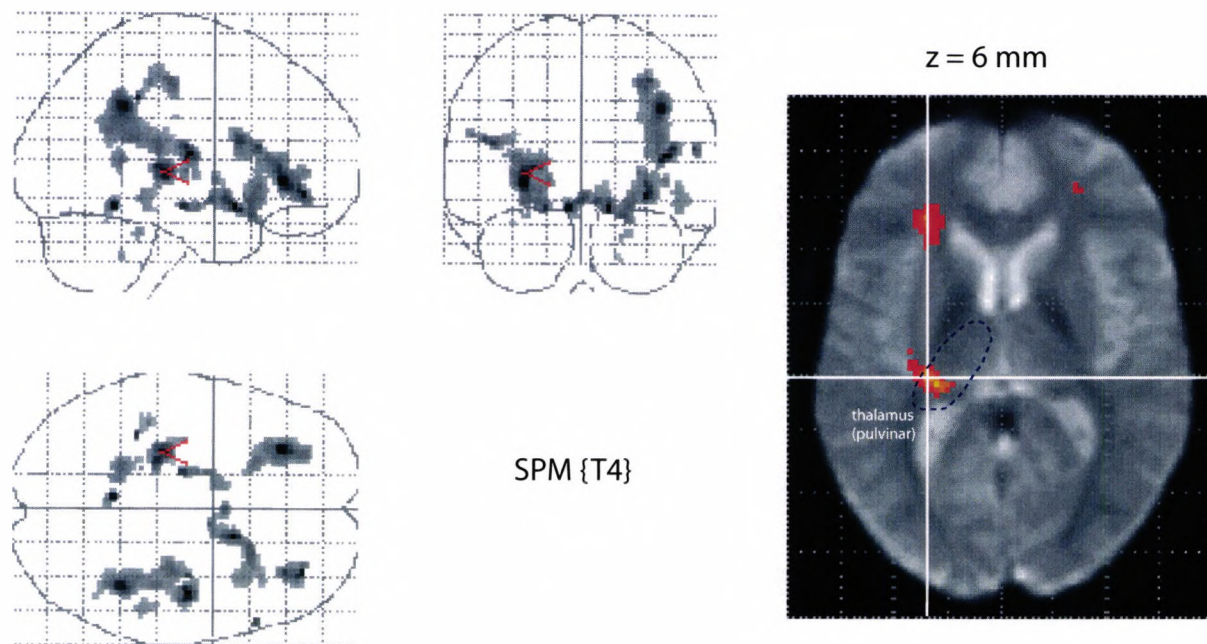 z = 6 mm
thalamus
(pulvinar)
SPM {T4}